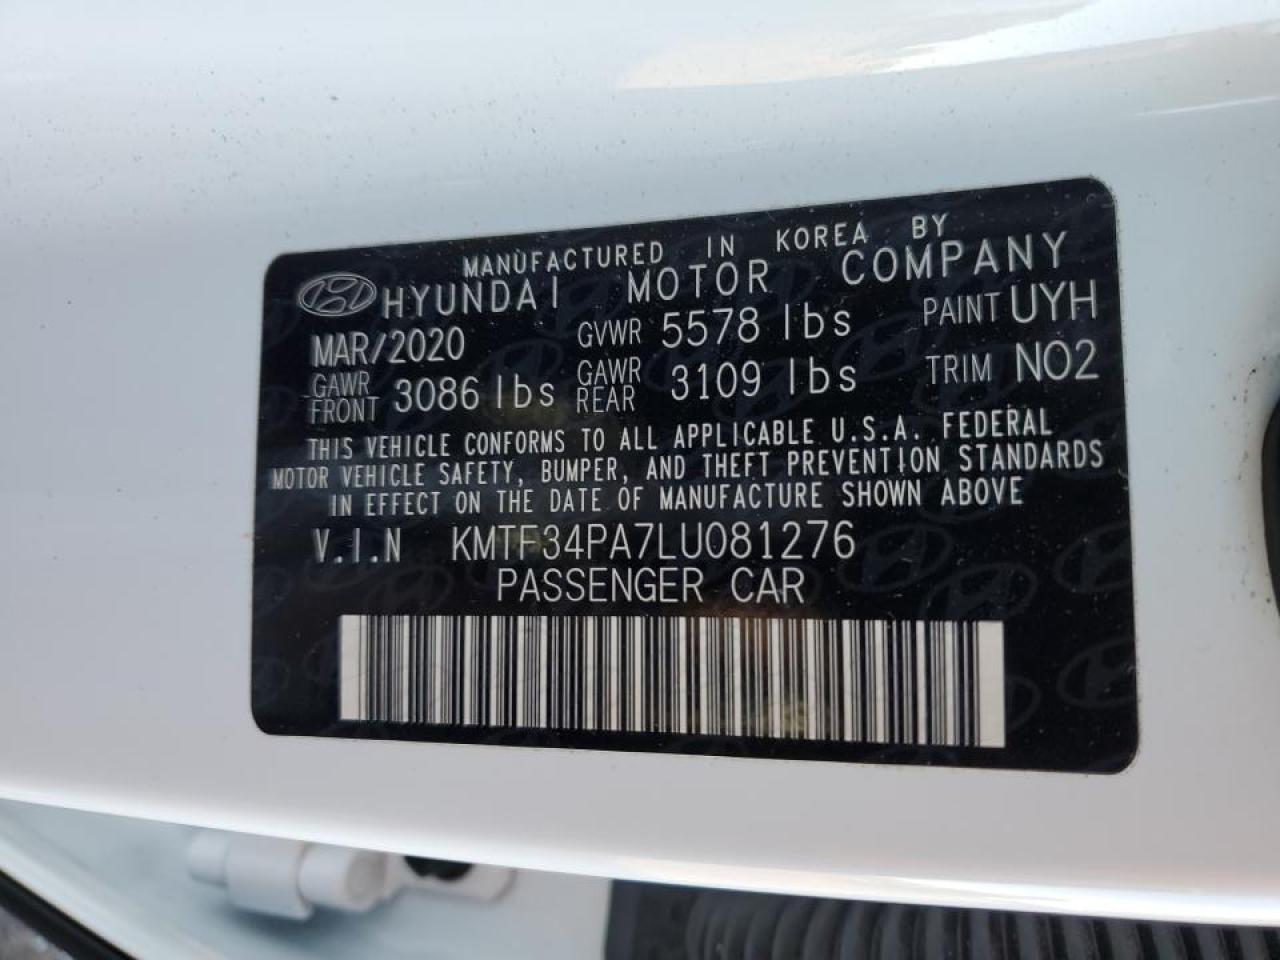 MANUFACTURED IN KOREA BY
HYUNDAI MOTOR COMPANY
MAR/2020 GVWR 5578 lbs PAINT UYH
GAWR FRONT 3086 lbs GAWR REAR 3109 lbs TRIM NO2
THIS VEHICLE CONFORMS TO ALL APPLICABLE U.S.A. FEDERAL
MOTOR VEHICLE SAFETY, BUMPER, AND THEFT PREVENTION STANDARDS
IN EFFECT ON THE DATE OF MANUFACTURE SHOWN ABOVE
V.I.N KMTF34PA7LU081276
PASSENGER CAR